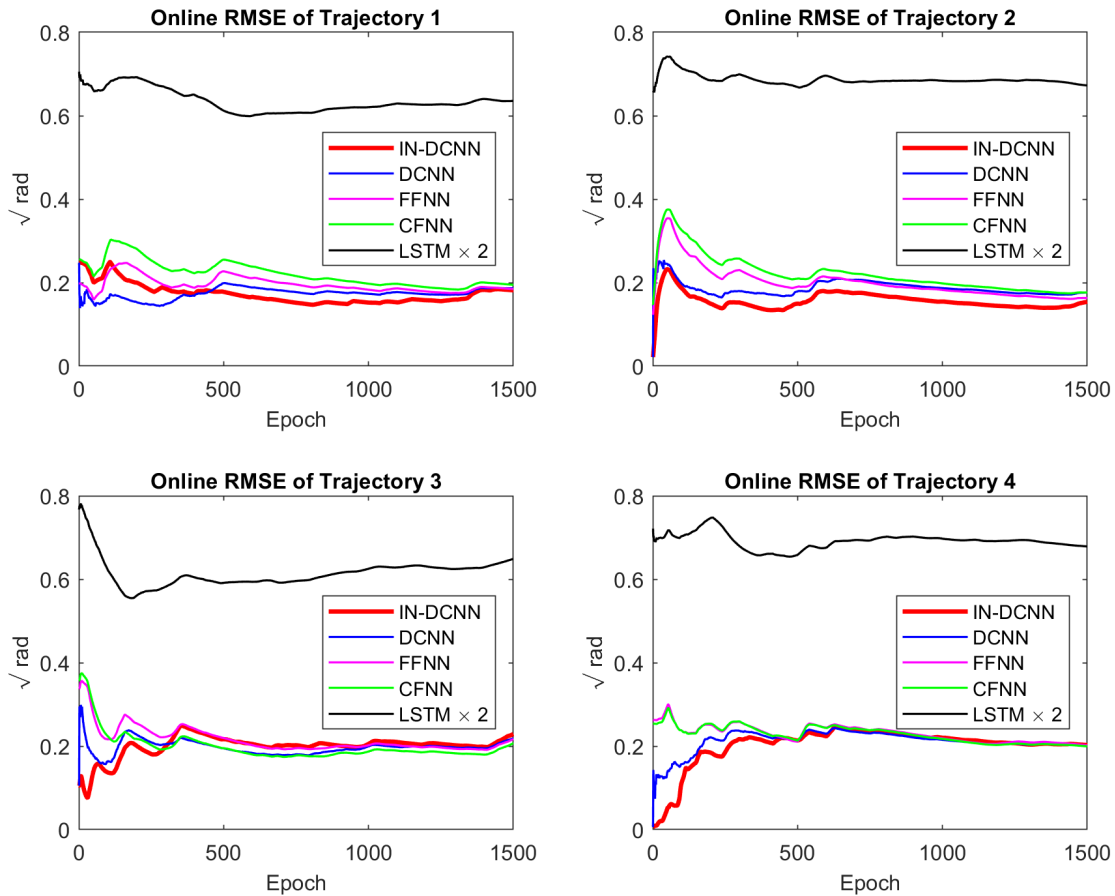 Online RMSE of Trajectory 1
0.8
0.6
0.4
0.2
0
√ rad
IN-DCNN
DCNN
FFNN
CFNN
LSTM × 2
0 500 1000 1500
Epoch
Online RMSE of Trajectory 2
0.8
0.6
0.4
0.2
0
√ rad
IN-DCNN
DCNN
FFNN
CFNN
LSTM × 2
0 500 1000 1500
Epoch
Online RMSE of Trajectory 3
0.8
0.6
0.4
0.2
0
√ rad
IN-DCNN
DCNN
FFNN
CFNN
LSTM × 2
0 500 1000 1500
Epoch
Online RMSE of Trajectory 4
0.8
0.6
0.4
0.2
0
√ rad
IN-DCNN
DCNN
FFNN
CFNN
LSTM × 2
0 500 1000 1500
Epoch